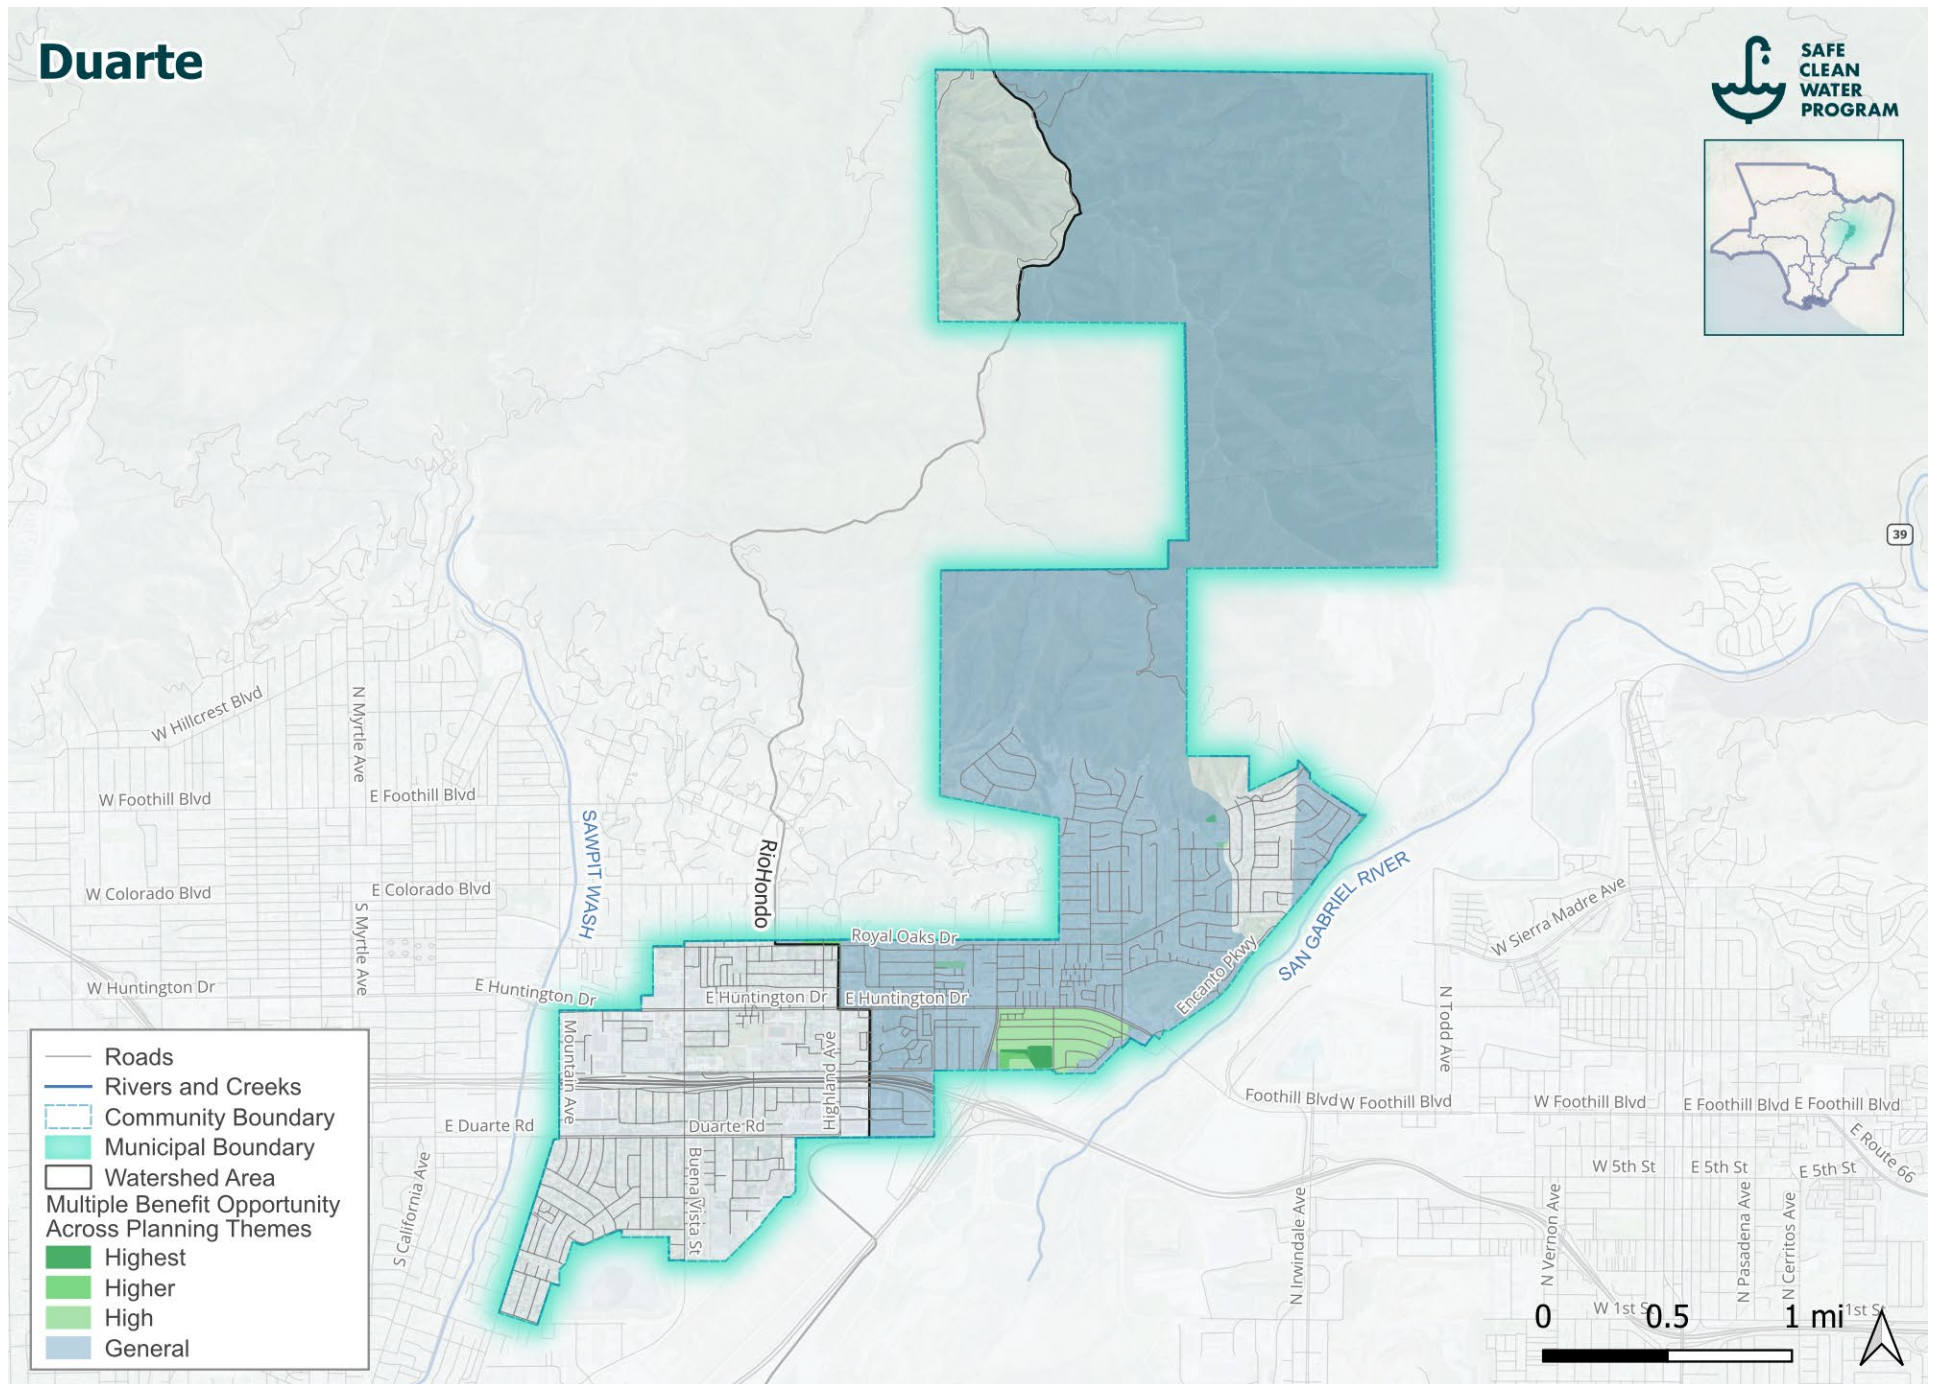 Duarte
SAFE
CLEAN
WATER
PROGRAM
39
W Hillcrest Blvd
N Myrtle Ave
W Foothill Blvd
E Foothill Blvd
SAWPIT WASH
RioHondo
W Colorado Blvd
E Colorado Blvd
S Myrtle Ave
SAN GABRIEL RIVER
W Sierra Madre Ave
Royal Oaks Dr
Encanto Pkwy
W Huntington Dr
E Huntington Dr
E Huntington Dr
E Huntington Dr
N Todd Ave
Mountain Ave
Highland Ave
Foothill Blvd
W Foothill Blvd
W Foothill Blvd
E Foothill Blvd
E Foothill Blvd
E Duarte Rd
Duarte Rd
Buena Vista St
S California Ave
W 5th St
E 5th St
E 5th St
E Route 66
N Irwindale Ave
N Vernon Ave
N Pasadena Ave
N Cerritos Ave
W 1st St
1st St
Roads
Rivers and Creeks
Community Boundary
Municipal Boundary
Watershed Area
Multiple Benefit Opportunity
Across Planning Themes
Highest
Higher
High
General
0 0.5 1 mi